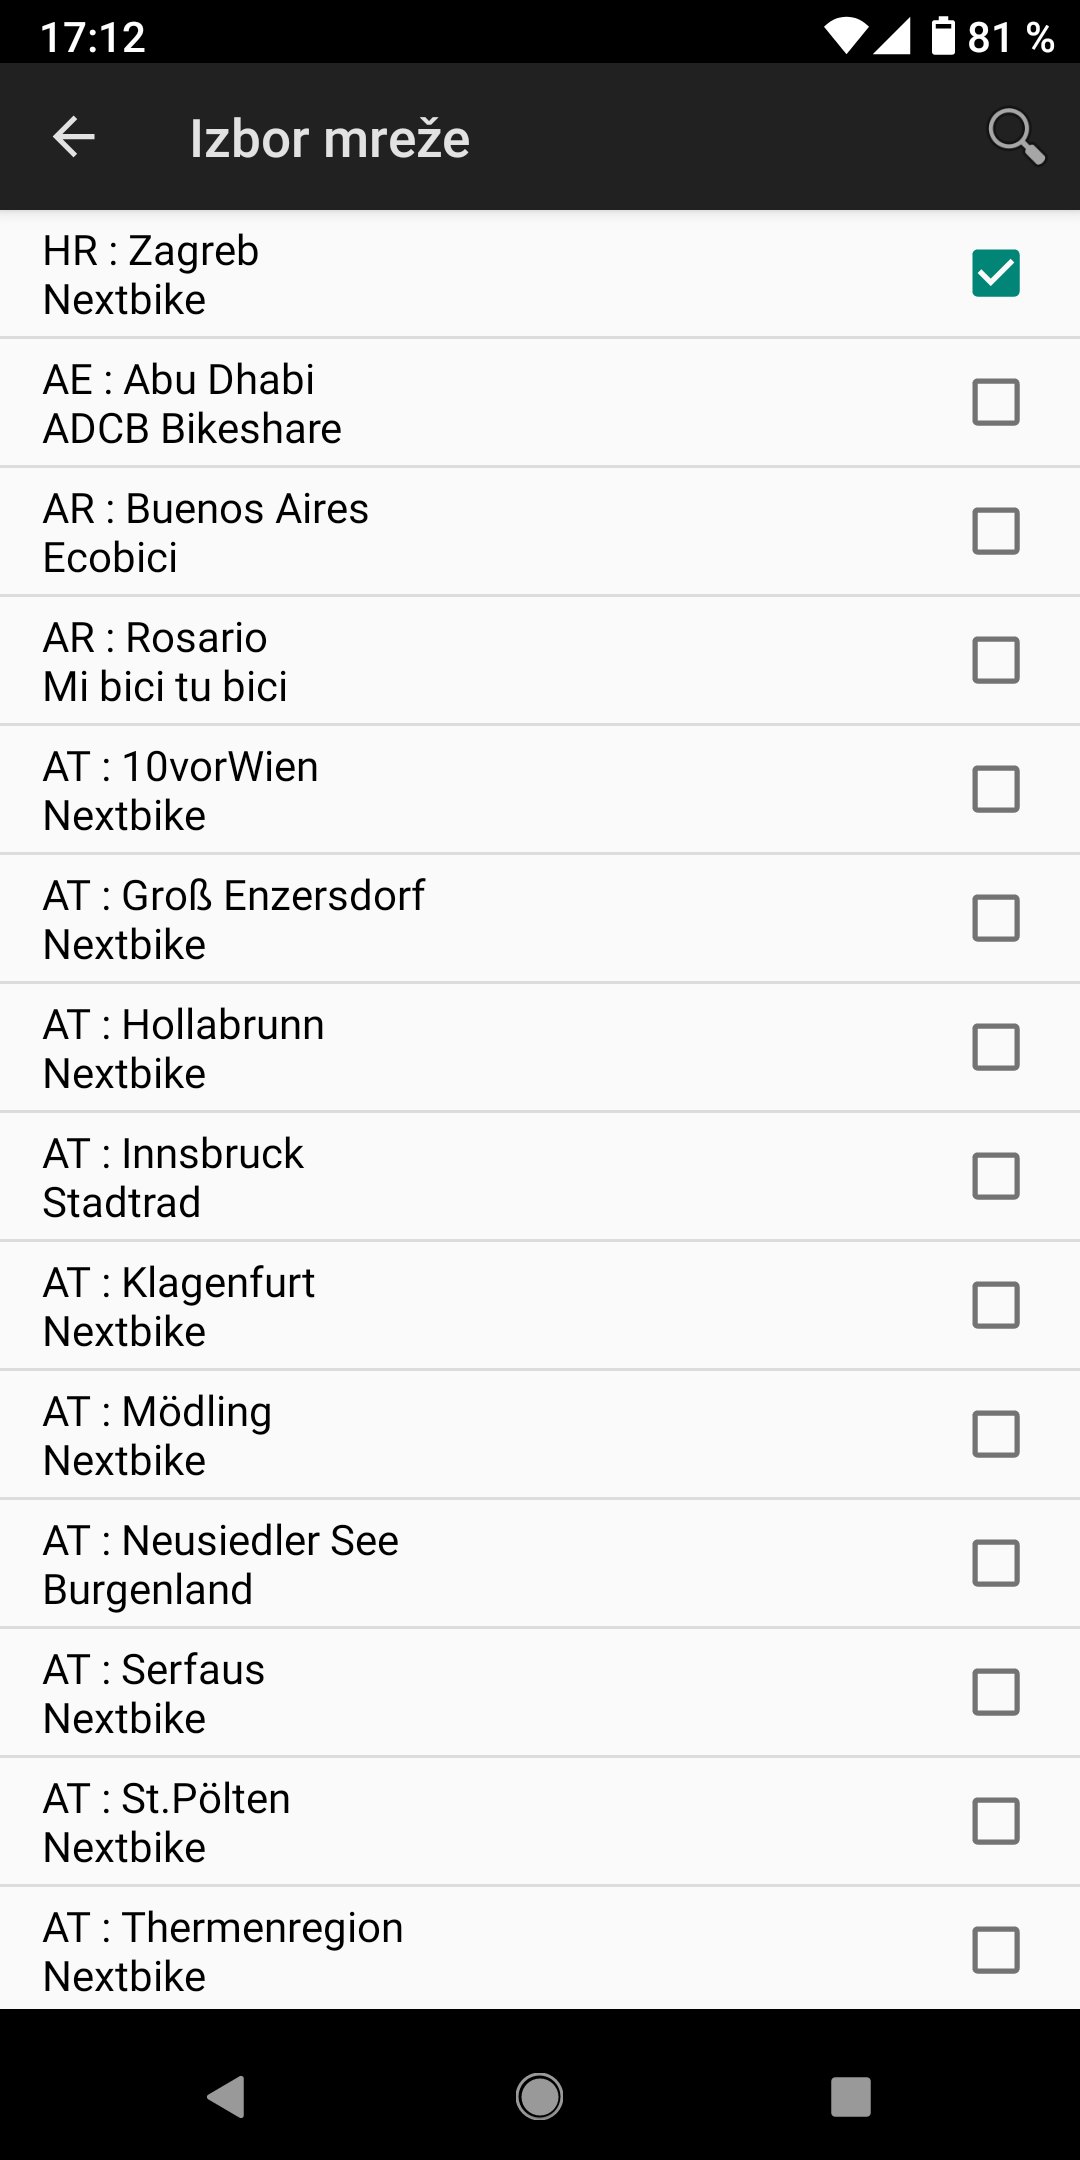 17:12
81 %
Izbor mreže
HR : Zagreb
Nextbike
AE : Abu Dhabi
ADCB Bikeshare
AR : Buenos Aires
Ecobici
AR : Rosario
Mi bici tu bici
AT : 10vorWien
Nextbike
AT : Groß Enzersdorf
Nextbike
AT : Hollabrunn
Nextbike
AT : Innsbruck
Stadtrad
AT : Klagenfurt
Nextbike
AT : Mödling
Nextbike
AT : Neusiedler See
Burgenland
AT : Serfaus
Nextbike
AT : St.Pölten
Nextbike
AT : Thermenregion
Nextbike